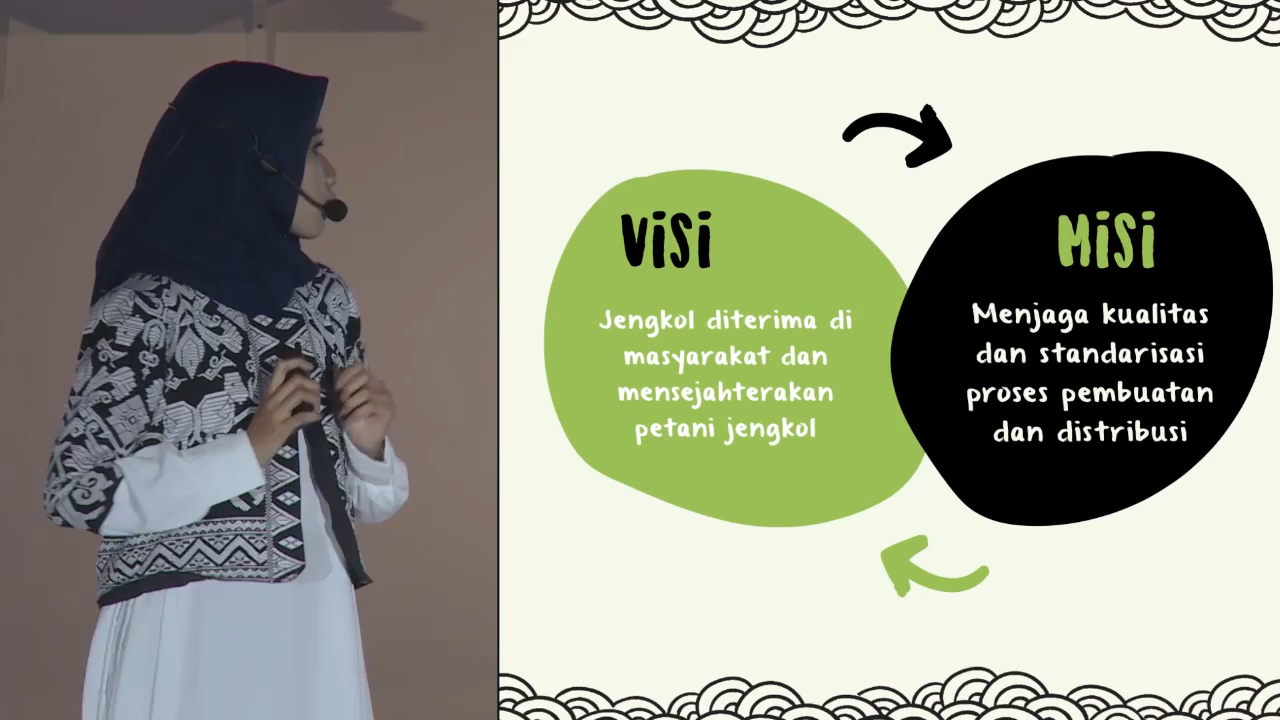 ViSi
Jengkol diterima di
masyarakat dan
mensejahterakan
petani jengkol
MiSi
Menjaga kualitas
dan standarisasi
proses pembuatan
dan distribusi